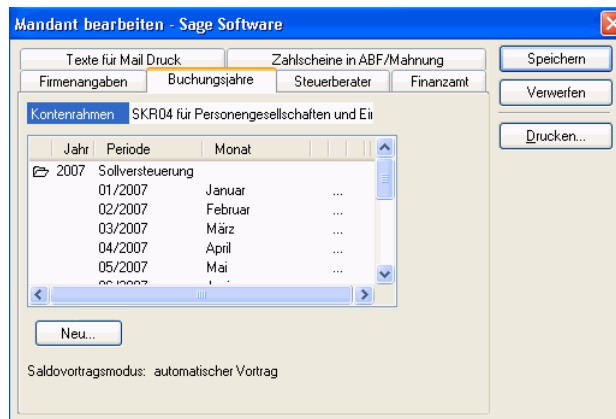 Mandant bearbeiten - Sage Software
Texte für Mail Druck Zahlscheine in ABF/Mahnung
Firmenangaben Buchungsjahre Steuerberater Finanzamt
Speichern
Verwerfen
Drucken...
Kontenrahmen SKR04 für Personengesellschaften und Ei
Jahr Periode Monat
2007 Sollversteuerung
01/2007 Januar ...
02/2007 Februar ...
03/2007 März ...
04/2007 April ...
05/2007 Mai ...
Neu...
Saldovortragsmodus: automatischer Vortrag